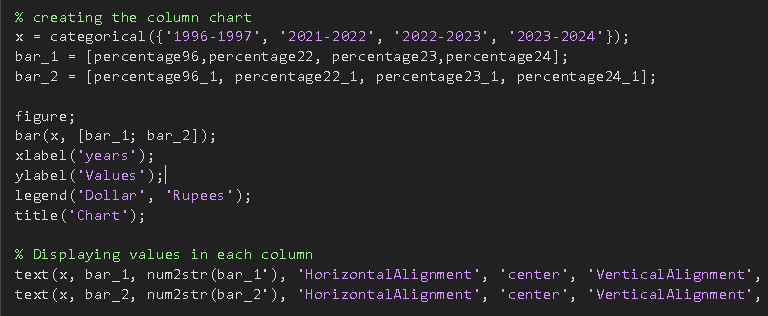 % creating the column chart
x = categorical({'1996-1997', '2021-2022', '2022-2023', '2023-2024'});
bar_1 = [percentage96,percentage22, percentage23,percentage24];
bar_2 = [percentage96_1, percentage22_1, percentage23_1, percentage24_1];
figure;
bar(x, [bar_1; bar_2]);
xlabel('years');
ylabel('Values');
legend('Dollar', 'Rupees');
title('Chart');
% Displaying values in each column
text(x, bar_1, num2str(bar_1'), 'HorizontalAlignment', 'center', 'VerticalAlignment',
text(x, bar_2, num2str(bar_2'), 'HorizontalAlignment', 'center', 'VerticalAlignment',